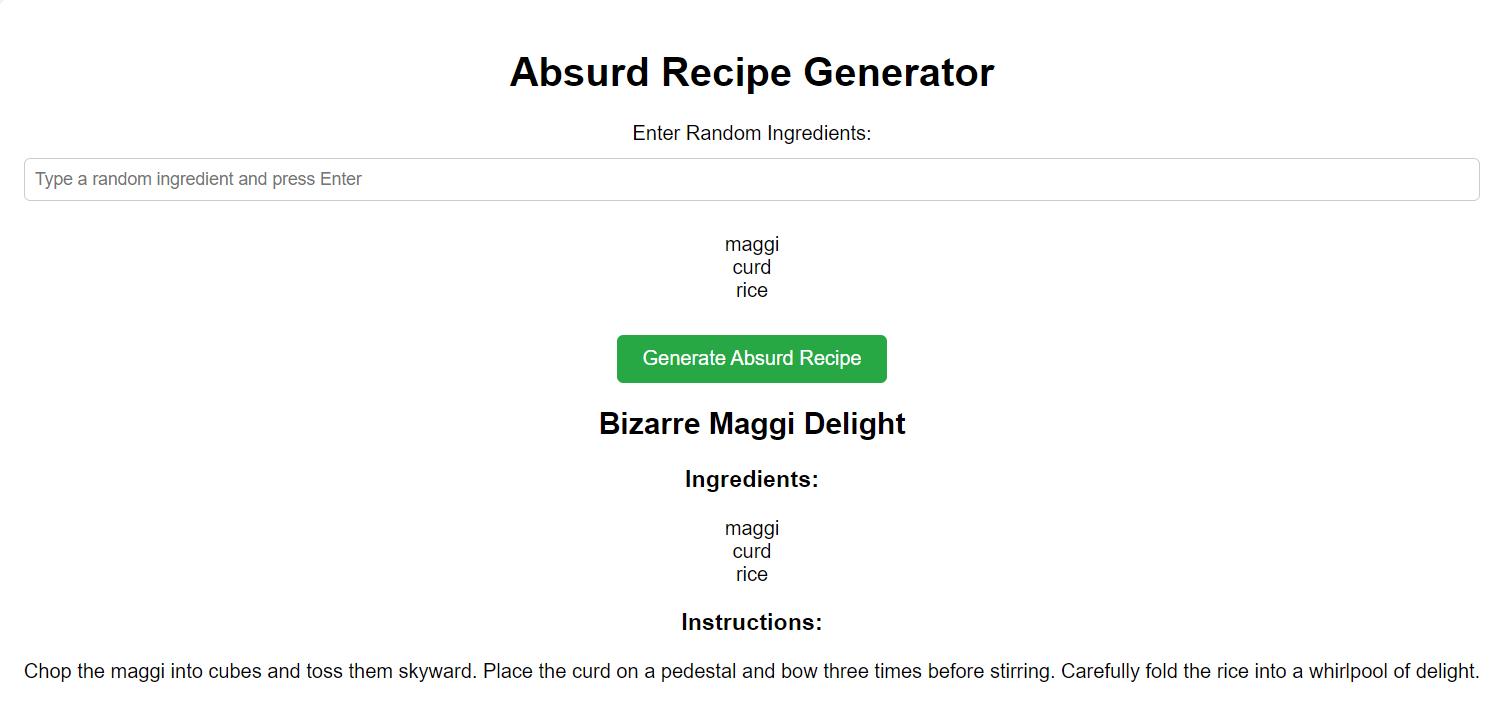 Absurd Recipe Generator
Enter Random Ingredients:
Type a random ingredient and press Enter
maggi
curd
rice
Generate Absurd Recipe
Bizarre Maggi Delight
Ingredients:
maggi
curd
rice
Instructions:
Chop the maggi into cubes and toss them skyward. Place the curd on a pedestal and bow three times before stirring. Carefully fold the rice into a whirlpool of delight.